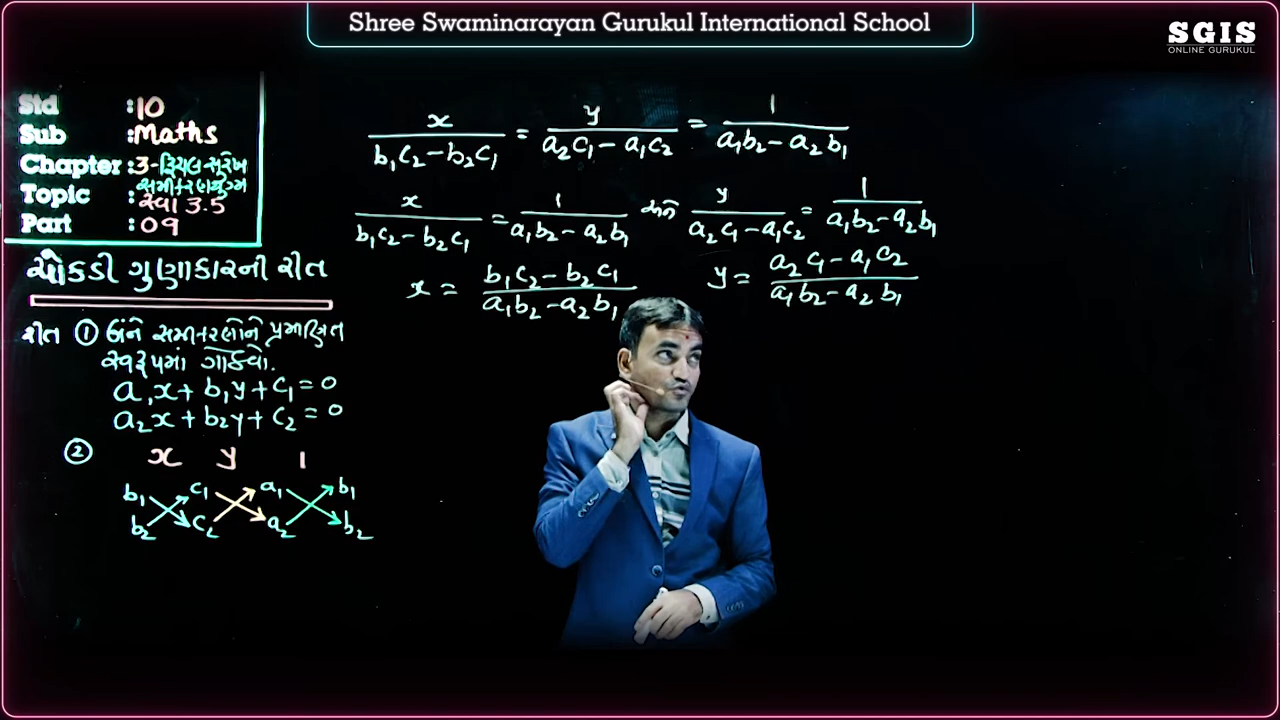 Shree Swaminarayan Gurukul International School
SGIS
ONLINE GURUKUL
Std : 10
Sub : Maths
Chapter : 3-દ્વિચલ સુરેખ
સમીકરણયુગ્મ
Topic : સ્વા 3.5
Part : 09
ચોકડી ગુણાકારની રીત
રીત ① બંને સમીકરણોને પ્રમાણિત
સ્વરૂપમાં ગોઠવો.
a₁x + b₁y + c₁ = 0
a₂x + b₂y + c₂ = 0
② x y 1
b₁ c₁ a₁ b₁
b₂ c₂ a₂ b₂
x/(b₁c₂ − b₂c₁) = y/(a₂c₁ − a₁c₂) = 1/(a₁b₂ − a₂b₁)
x/(b₁c₂ − b₂c₁) = 1/(a₁b₂ − a₂b₁) અને y/(a₂c₁ − a₁c₂) = 1/(a₁b₂ − a₂b₁)
x = (b₁c₂ − b₂c₁)/(a₁b₂ − a₂b₁) y = (a₂c₁ − a₁c₂)/(a₁b₂ − a₂b₁)